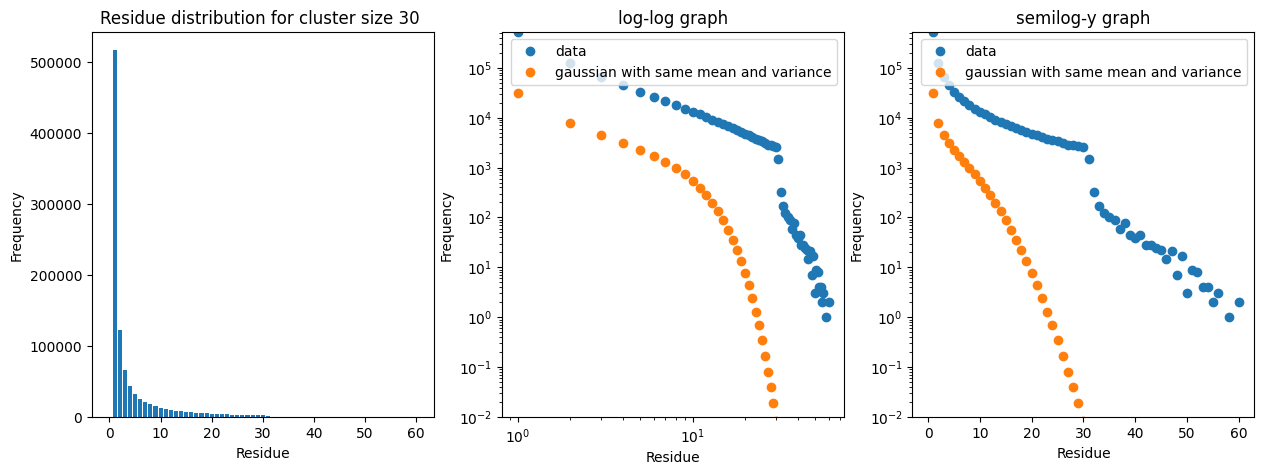 Residue distribution for cluster size 30
500000
400000
300000
200000
100000
0
Frequency
0 10 20 30 40 50 60
Residue
log-log graph
data
gaussian with same mean and variance
10^5
10^4
10^3
10^2
10^1
10^0
10^-1
10^-2
Frequency
10^0 10^1
Residue
semilog-y graph
data
gaussian with same mean and variance
10^5
10^4
10^3
10^2
10^1
10^0
10^-1
10^-2
Frequency
0 10 20 30 40 50 60
Residue